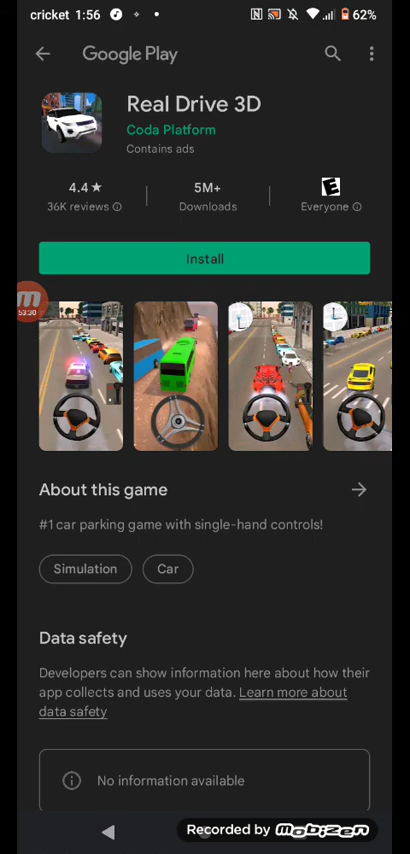 cricket 1:56 62%
Google Play
Real Drive 3D
Coda Platform
Contains ads
4.4★ 5M+ E
36K reviews Downloads Everyone
Install
m
53:30
About this game
#1 car parking game with single-hand controls!
Simulation Car
Data safety
Developers can show information here about how their
app collects and uses your data. Learn more about
data safety
No information available
Recorded by mobizen